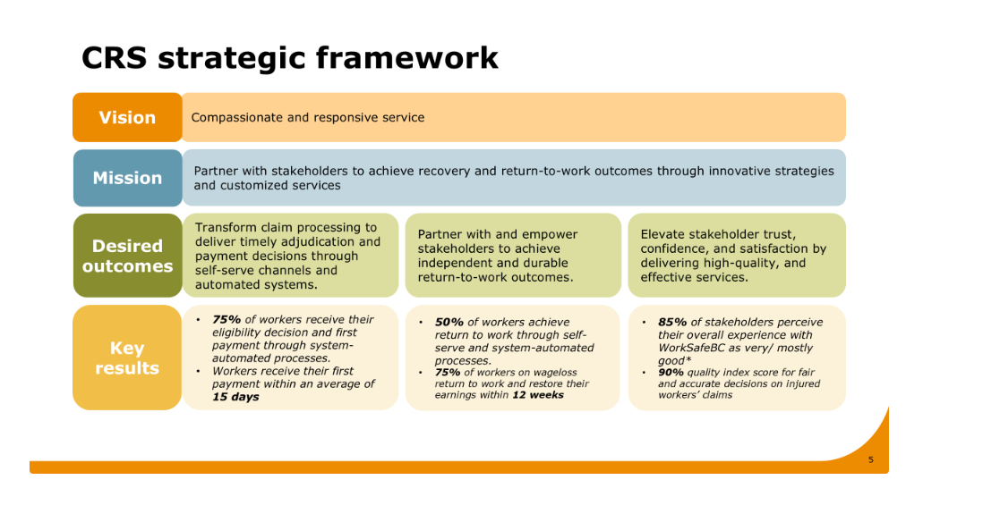 CRS strategic framework
Vision
Compassionate and responsive service
Mission
Partner with stakeholders to achieve recovery and return-to-work outcomes through innovative strategies
and customized services
Desired
outcomes
Transform claim processing to
deliver timely adjudication and
payment decisions through
self-serve channels and
automated systems.
Partner with and empower
stakeholders to achieve
independent and durable
return-to-work outcomes.
Elevate stakeholder trust,
confidence, and satisfaction by
delivering high-quality, and
effective services.
Key
results
• 75% of workers receive their
eligibility decision and first
payment through system-
automated processes.
• Workers receive their first
payment within an average of
15 days
• 50% of workers achieve
return to work through self-
serve and system-automated
processes.
• 75% of workers on wageloss
return to work and restore their
earnings within 12 weeks
• 85% of stakeholders perceive
their overall experience with
WorkSafeBC as very/ mostly
good*
• 90% quality index score for fair
and accurate decisions on injured
workers’ claims
5